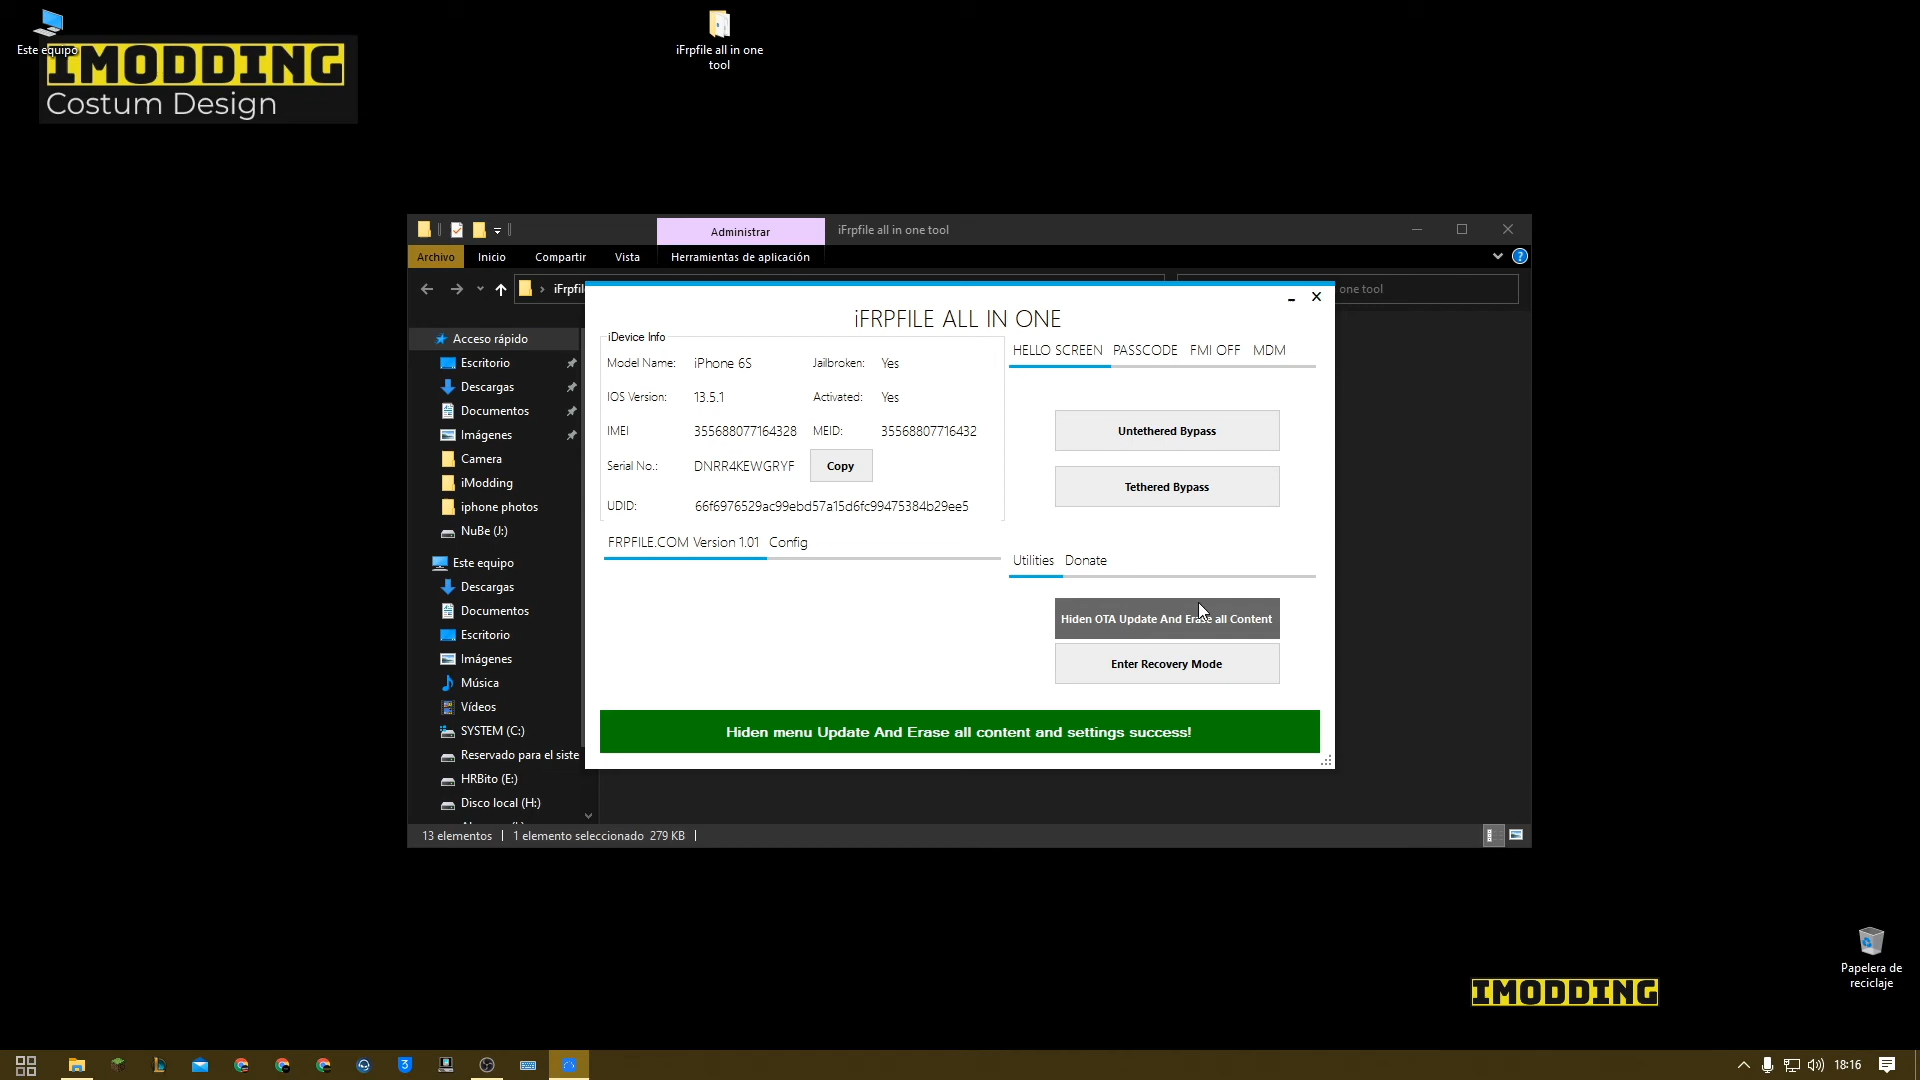 Este equipo
IMODDING
Costum Design
iFrpfile all in one
tool
Administrar
iFrpfile all in one tool
Archivo
Inicio
Compartir
Vista
Herramientas de aplicación
iFrpfil
one tool
Acceso rápido
Escritorio
Descargas
Documentos
Imágenes
Camera
iModding
iphone photos
NuBe (J:)
Este equipo
Descargas
Documentos
Escritorio
Imágenes
Música
Vídeos
SYSTEM (C:)
Reservado para el siste
HRBito (E:)
Disco local (H:)
13 elementos
1 elemento seleccionado 279 KB
iFRPFILE ALL IN ONE
iDevice Info
Model Name: iPhone 6S Jailbroken: Yes
IOS Version: 13.5.1 Activated: Yes
IMEI 355688077164328 MEID: 35568807716432
Serial No.: DNRR4KEWGRYF Copy
UDID: 66f6976529ac99ebd57a15d6fc99475384b29ee5
FRPFILE.COM Version 1.01 Config
HELLO SCREEN PASSCODE FMI OFF MDM
Untethered Bypass
Tethered Bypass
Utilities Donate
Hiden OTA Update And Erase all Content
Enter Recovery Mode
Hiden menu Update And Erase all content and settings success!
IMODDING
Papelera de
reciclaje
18:16